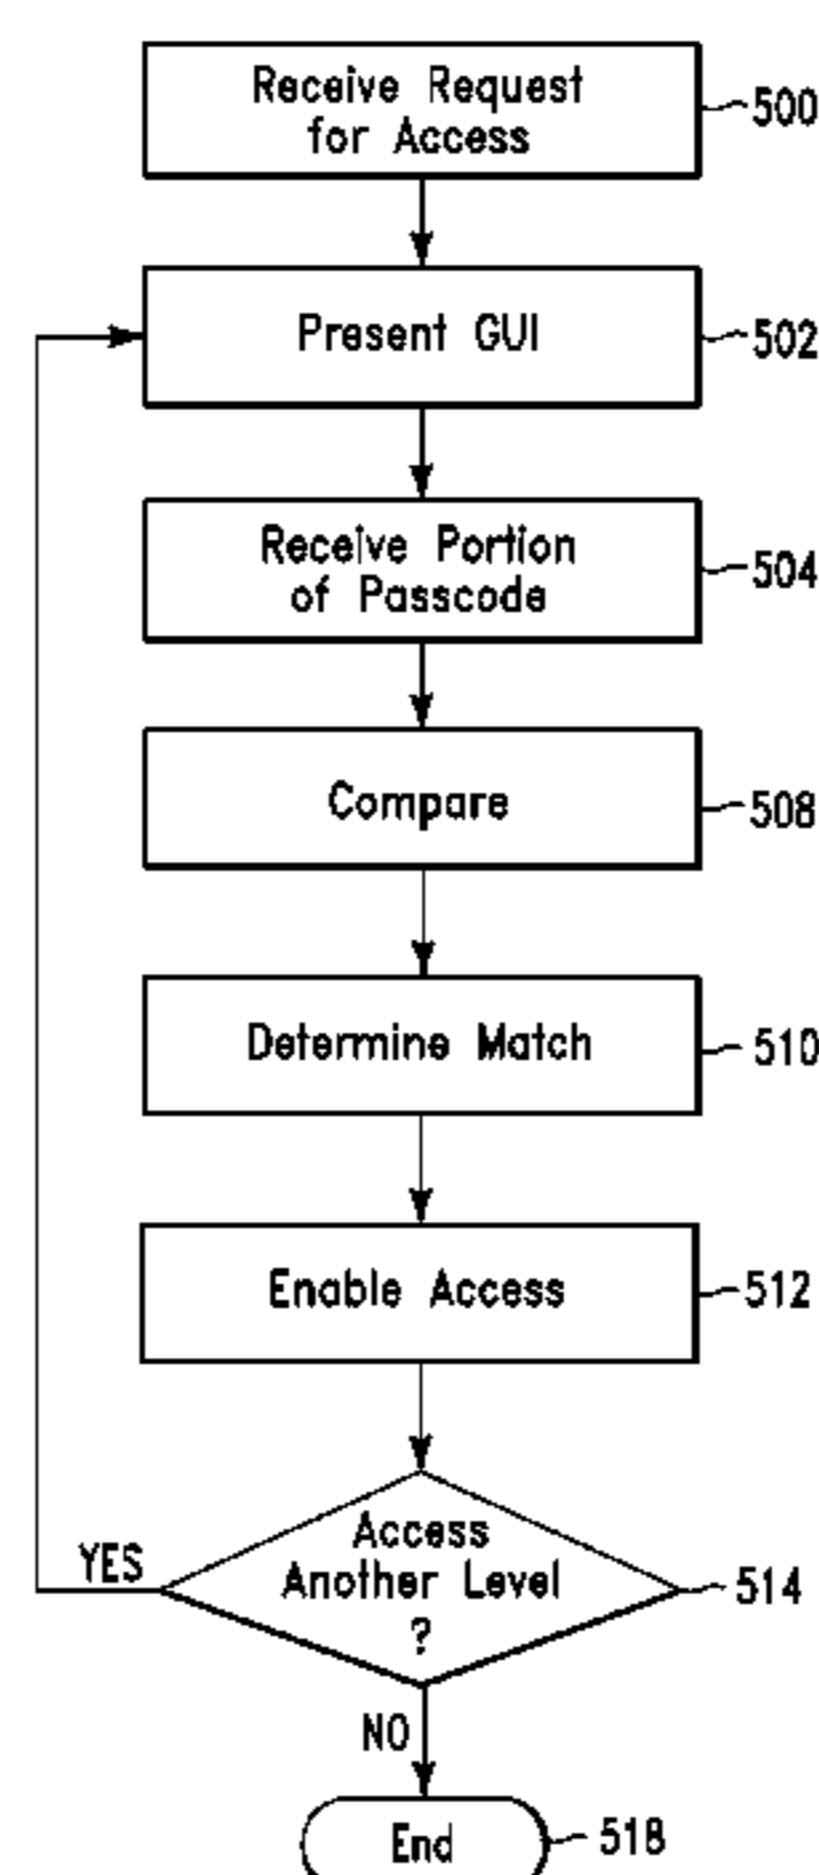 Receive Request
for Access
500
Present GUI
502
Receive Portion
of Passcode
504
Compare
508
Determine Match
510
Enable Access
512
Access
Another Level
?
514
YES
NO
End
518